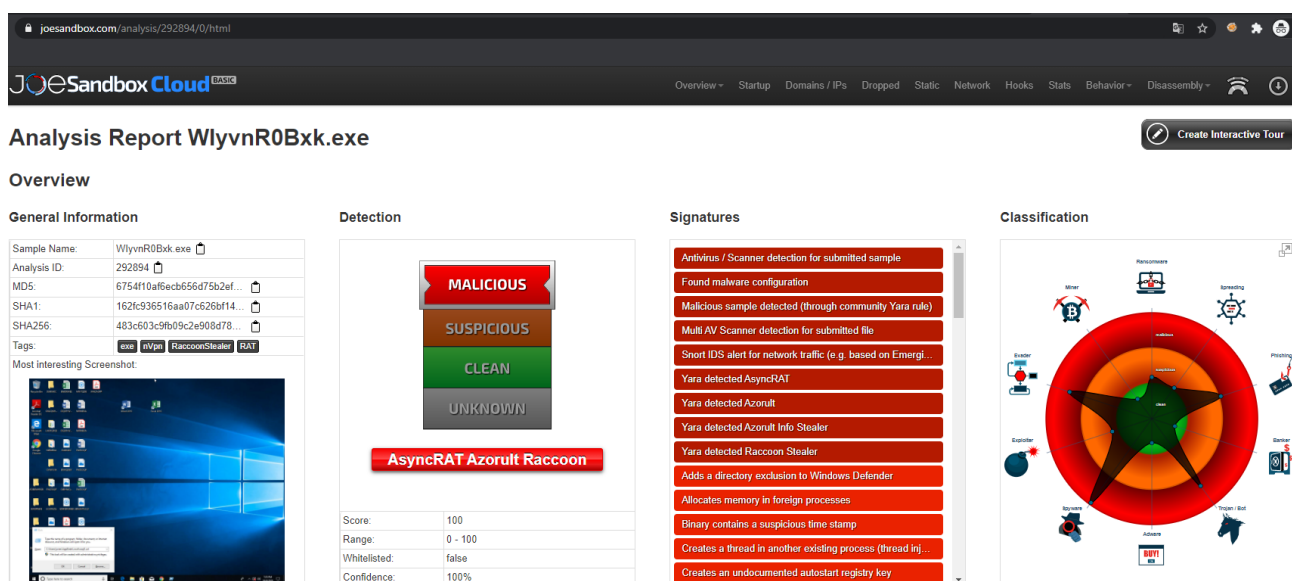 joesandbox.com/analysis/292894/0/html
JOeSandbox Cloud BASIC
Overview Startup Domains / IPs Dropped Static Network Hooks Stats Behavior Disassembly
Analysis Report WlyvnR0Bxk.exe
Create Interactive Tour
Overview
General Information
Sample Name: WlyvnR0Bxk.exe
Analysis ID: 292894
MD5: 6754f10af6ecb656d75b2ef...
SHA1: 162fc936516aa07c626bf14...
SHA256: 483c603c9fb09c2e908d78...
Tags: exe nVpn RaccoonStealer RAT
Most interesting Screenshot:
Detection
MALICIOUS
SUSPICIOUS
CLEAN
UNKNOWN
AsyncRAT Azorult Raccoon
Score: 100
Range: 0 - 100
Whitelisted: false
Confidence: 100%
Signatures
Antivirus / Scanner detection for submitted sample
Found malware configuration
Malicious sample detected (through community Yara rule)
Multi AV Scanner detection for submitted file
Snort IDS alert for network traffic (e.g. based on Emergi...
Yara detected AsyncRAT
Yara detected Azorult
Yara detected Azorult Info Stealer
Yara detected Raccoon Stealer
Adds a directory exclusion to Windows Defender
Allocates memory in foreign processes
Binary contains a suspicious time stamp
Creates a thread in another existing process (thread inj...
Creates an undocumented autostart registry key
Classification
Ransomware
Miner
Spreading
malicious
Evader
Phishing
suspicious
clean
Exploiter
Banker
Spyware
Trojan / Bot
Adware
BUY!